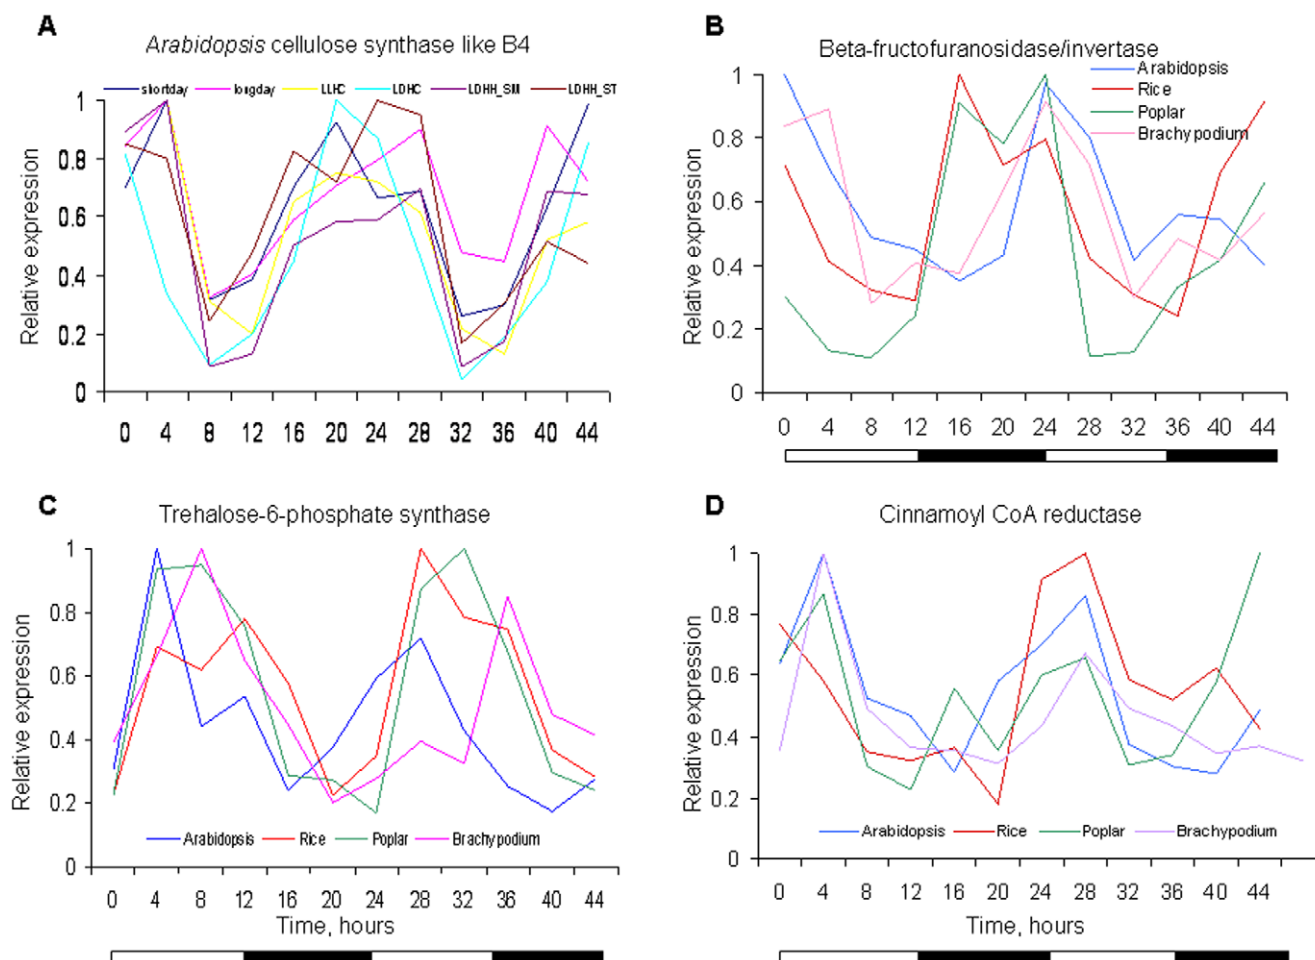 A
Arabidopsis cellulose synthase like B4
shortday longday LLHC LDHC LDHH_SM LDHH_ST
Relative expression
1
0.8
0.6
0.4
0.2
0
0 4 8 12 16 20 24 28 32 36 40 44
B
Beta-fructofuranosidase/invertase
Arabidopsis
Rice
Poplar
Brachypodium
Relative expression
1
0.8
0.6
0.4
0.2
0
0 4 8 12 16 20 24 28 32 36 40 44
C
Trehalose-6-phosphate synthase
Relative expression
1
0.8
0.6
0.4
0.2
0
Arabidopsis Rice Poplar Brachypodium
0 4 8 12 16 20 24 28 32 36 40 44
Time, hours
D
Cinnamoyl CoA reductase
Relative expression
1
0.8
0.6
0.4
0.2
0
Arabidopsis Rice Poplar Brachypodium
0 4 8 12 16 20 24 28 32 36 40 44
Time, hours